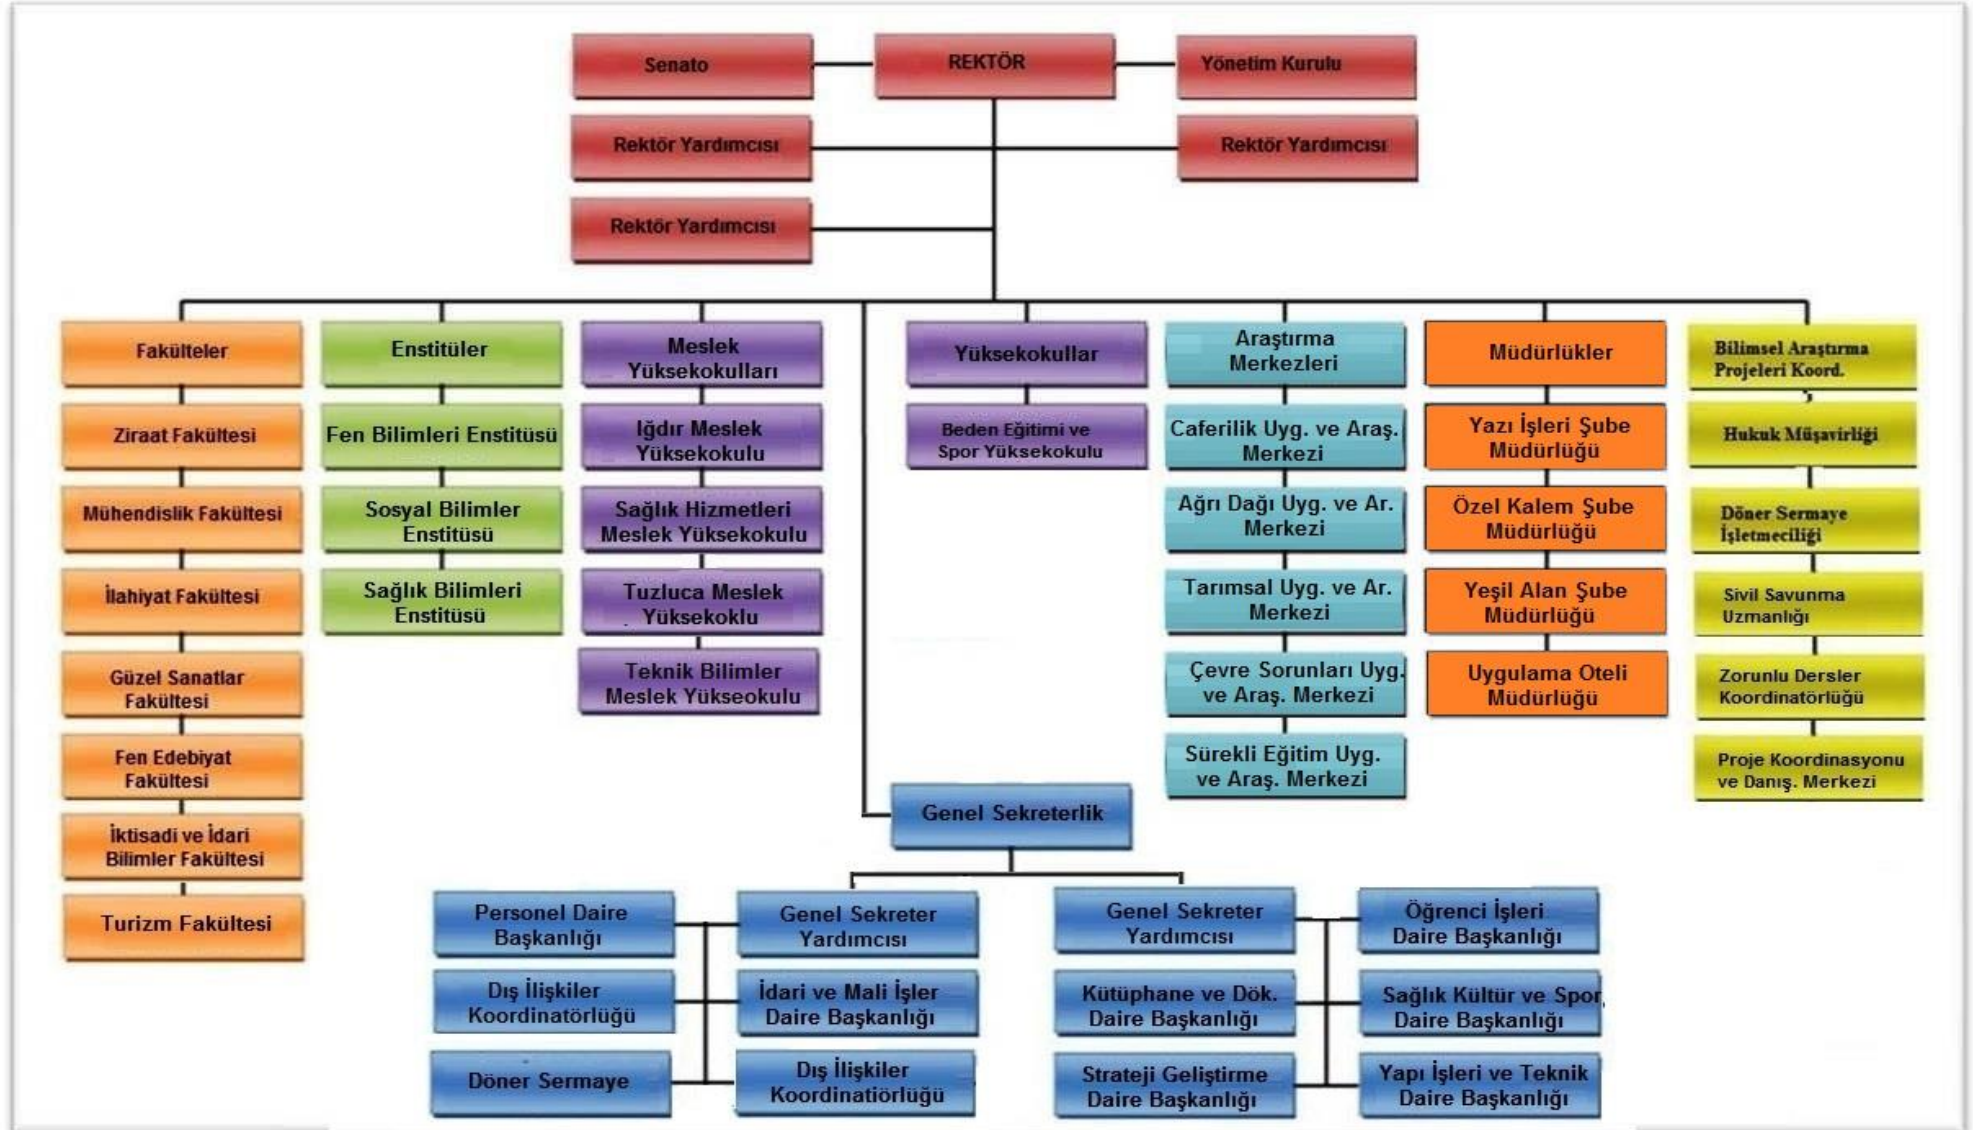 Senato
REKTÖR
Yönetim Kurulu
Rektör Yardımcısı
Rektör Yardımcısı
Rektör Yardımcısı
Fakülteler
Ziraat Fakültesi
Mühendislik Fakültesi
İlahiyat Fakültesi
Güzel Sanatlar
Fakültesi
Fen Edebiyat
Fakültesi
İktisadi ve İdari
Bilimler Fakültesi
Turizm Fakültesi
Enstitüler
Fen Bilimleri Enstitüsü
Sosyal Bilimler
Enstitüsü
Sağlık Bilimleri
Enstitüsü
Meslek
Yüksekokulları
Iğdır Meslek
Yüksekokulu
Sağlık Hizmetleri
Meslek Yüksekokulu
Tuzluca Meslek
Yüksekoklu
Teknik Bilimler
Meslek Yükseokulu
Yüksekokullar
Beden Eğitimi ve
Spor Yüksekokulu
Araştırma
Merkezleri
Caferilik Uyg. ve Araş.
Merkezi
Ağrı Dağı Uyg. ve Ar.
Merkezi
Tarımsal Uyg. ve Ar.
Merkezi
Çevre Sorunları Uyg.
ve Araş. Merkezi
Sürekli Eğitim Uyg.
ve Araş. Merkezi
Müdürlükler
Yazı İşleri Şube
Müdürlüğü
Özel Kalem Şube
Müdürlüğü
Yeşil Alan Şube
Müdürlüğü
Uygulama Oteli
Müdürlüğü
Bilimsel Araştırma
Projeleri Koord.
Hukuk Müşavirliği
Döner Sermaye
İşletmeciliği
Sivil Savunma
Uzmanlığı
Zorunlu Dersler
Koordinatörlüğü
Proje Koordinasyonu
ve Danış. Merkezi
Genel Sekreterlik
Personel Daire
Başkanlığı
Genel Sekreter
Yardımcısı
Dış İlişkiler
Koordinatörlüğü
İdari ve Mali İşler
Daire Başkanlığı
Döner Sermaye
Dış İlişkiler
Koordinatiörlüğü
Genel Sekreter
Yardımcısı
Öğrenci İşleri
Daire Başkanlığı
Kütüphane ve Dök.
Daire Başkanlığı
Sağlık Kültür ve Spor
Daire Başkanlığı
Strateji Geliştirme
Daire Başkanlığı
Yapı İşleri ve Teknik
Daire Başkanlığı